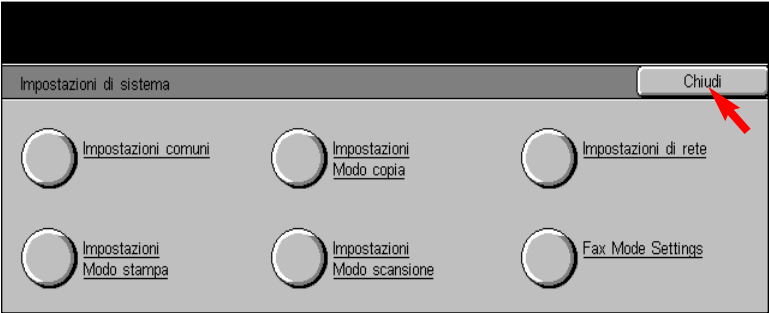 Impostazioni di sistema
Chiudi
Impostazioni comuni
Impostazioni
Modo copia
Impostazioni di rete
Impostazioni
Modo stampa
Impostazioni
Modo scansione
Fax Mode Settings